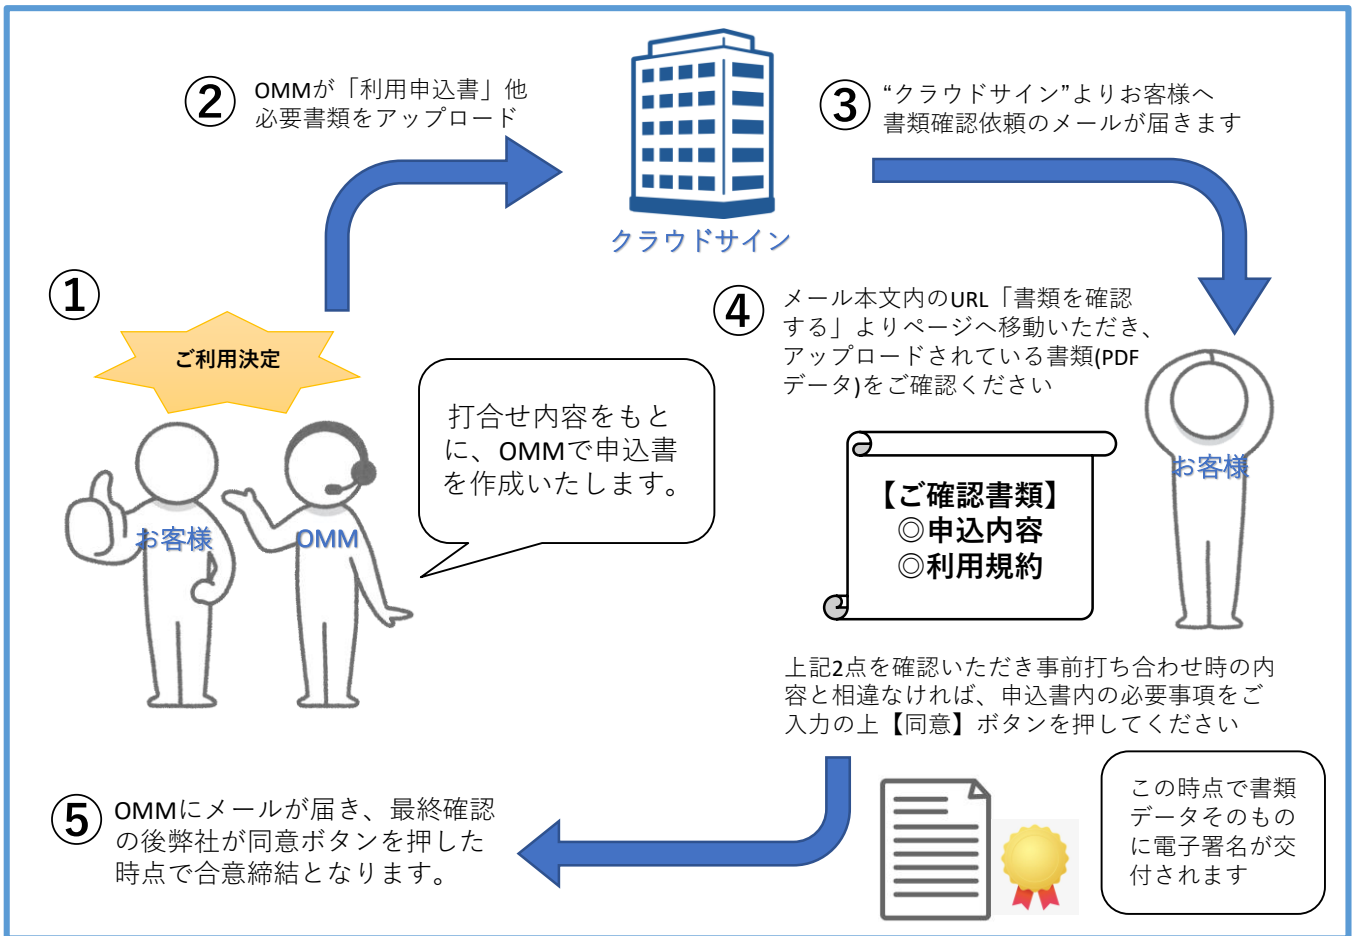 ①
ご利用決定
お客様
OMM
打合せ内容をもと
に、OMMで申込書
を作成いたします。
②
OMMが「利用申込書」他
必要書類をアップロード
クラウドサイン
③
“クラウドサイン”よりお客様へ
書類確認依頼のメールが届きます
④
メール本文内のURL「書類を確認
する」よりページへ移動いただき、
アップロードされている書類(PDF
データ)をご確認ください
お客様
【ご確認書類】
◎申込内容
◎利用規約
上記2点を確認いただき事前打ち合わせ時の内
容と相違なければ、申込書内の必要事項をご
入力の上【同意】ボタンを押してください
この時点で書類
データそのもの
に電子署名が交
付されます
⑤
OMMにメールが届き、最終確認
の後弊社が同意ボタンを押した
時点で合意締結となります。